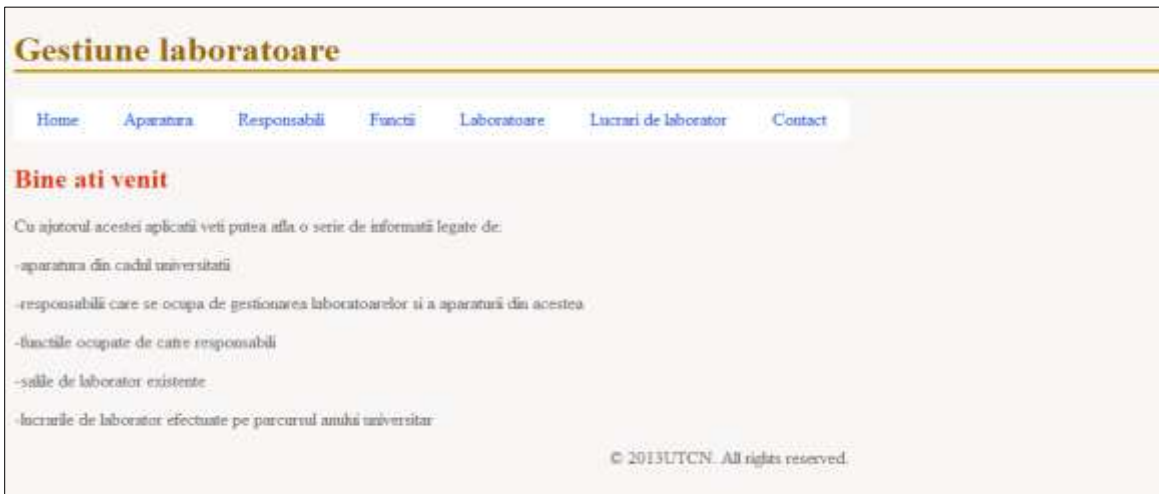 Gestiune laboratoare
Home Aparatura Responsabili Functii Laboratoare Lucrari de laborator Contact
Bine ati venit
Cu ajutorul acestei aplicatii veti putea afla o serie de informatii legate de:
-aparatura din cadul universitatii
-responsabilii care se ocupa de gestionarea laboratoarelor si a aparaturii din acestea
-functiile ocupate de catre responsabili
-salile de laborator existente
-lucrarile de laborator efectuate pe parcursul anului universitar
© 2013UTCN. All rights reserved.